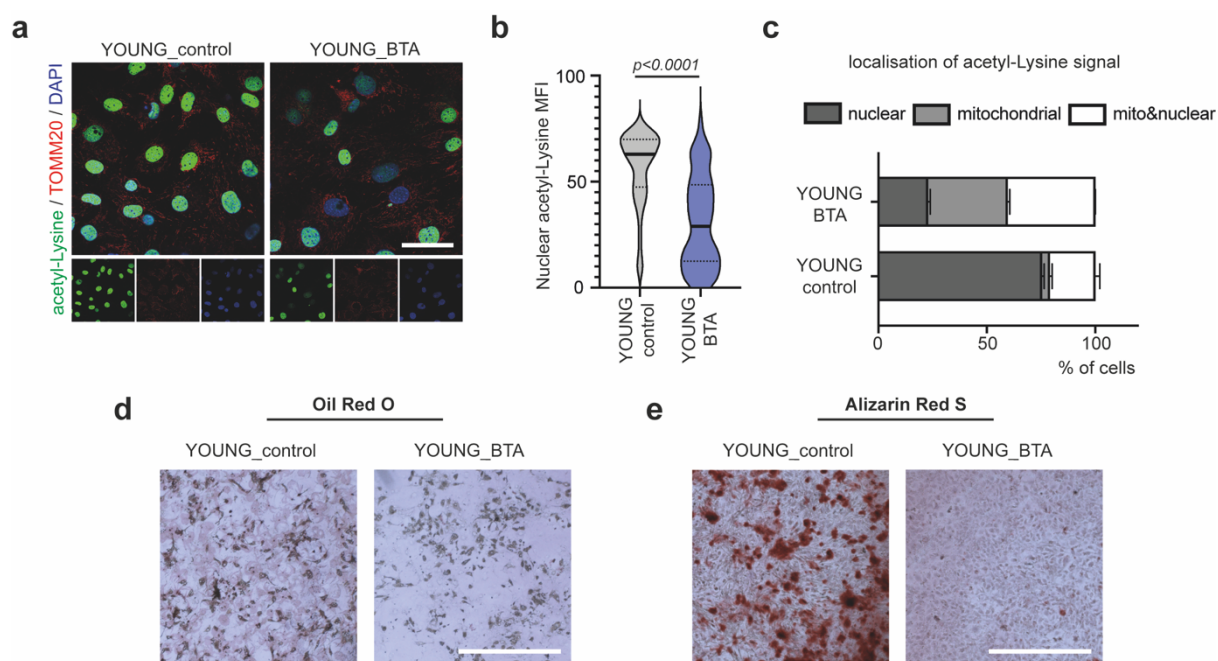 a
YOUNG_control
YOUNG_BTA
acetyl-Lysine / TOMM20 / DAPI
b
p<0.0001
Nuclear acetyl-Lysine MFI
100
50
0
YOUNG
control
YOUNG
BTA
c
localisation of acetyl-Lysine signal
nuclear
mitochondrial
mito&nuclear
YOUNG
BTA
YOUNG
control
0
50
100
% of cells
d
Oil Red O
YOUNG_control
YOUNG_BTA
e
Alizarin Red S
YOUNG_control
YOUNG_BTA